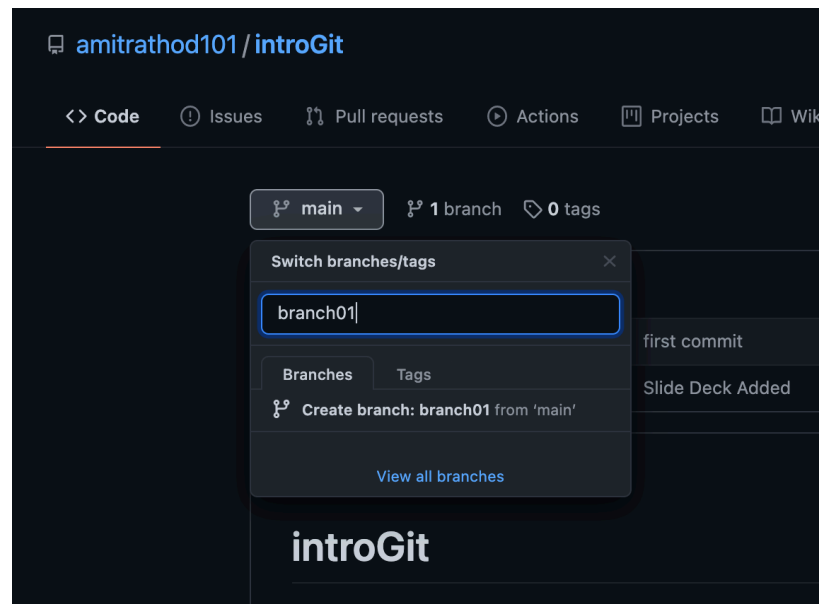 amitrathod101 / introGit
<> Code Issues Pull requests Actions Projects Wik
main 1 branch 0 tags
Switch branches/tags
branch01
first commit
Branches Tags
Slide Deck Added
Create branch: branch01 from ‘main’
View all branches
introGit